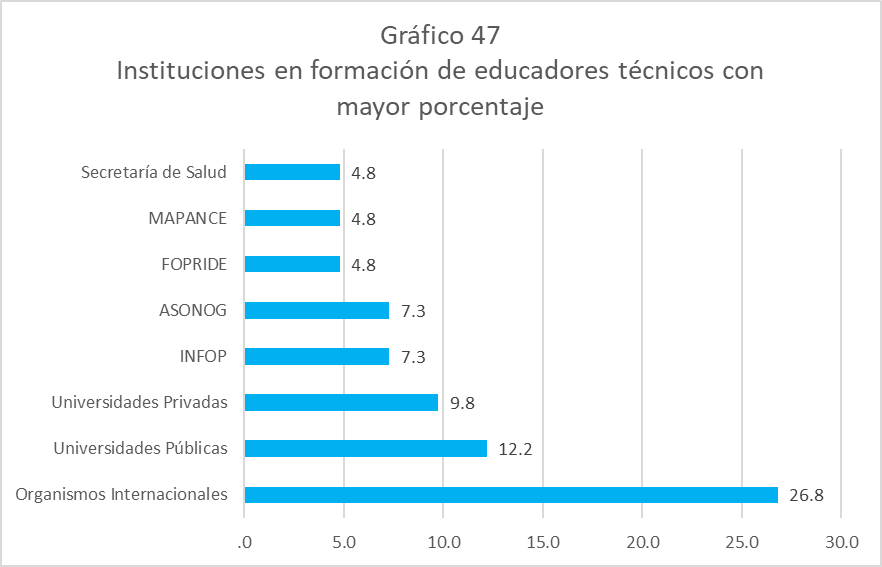 Gráfico 47
Instituciones en formación de educadores técnicos con
mayor porcentaje
Secretaría de Salud
4.8
MAPANCE
4.8
FOPRIDE
4.8
ASONOG
7.3
INFOP
7.3
Universidades Privadas
9.8
Universidades Públicas
12.2
Organismos Internacionales
26.8
.0 5.0 10.0 15.0 20.0 25.0 30.0